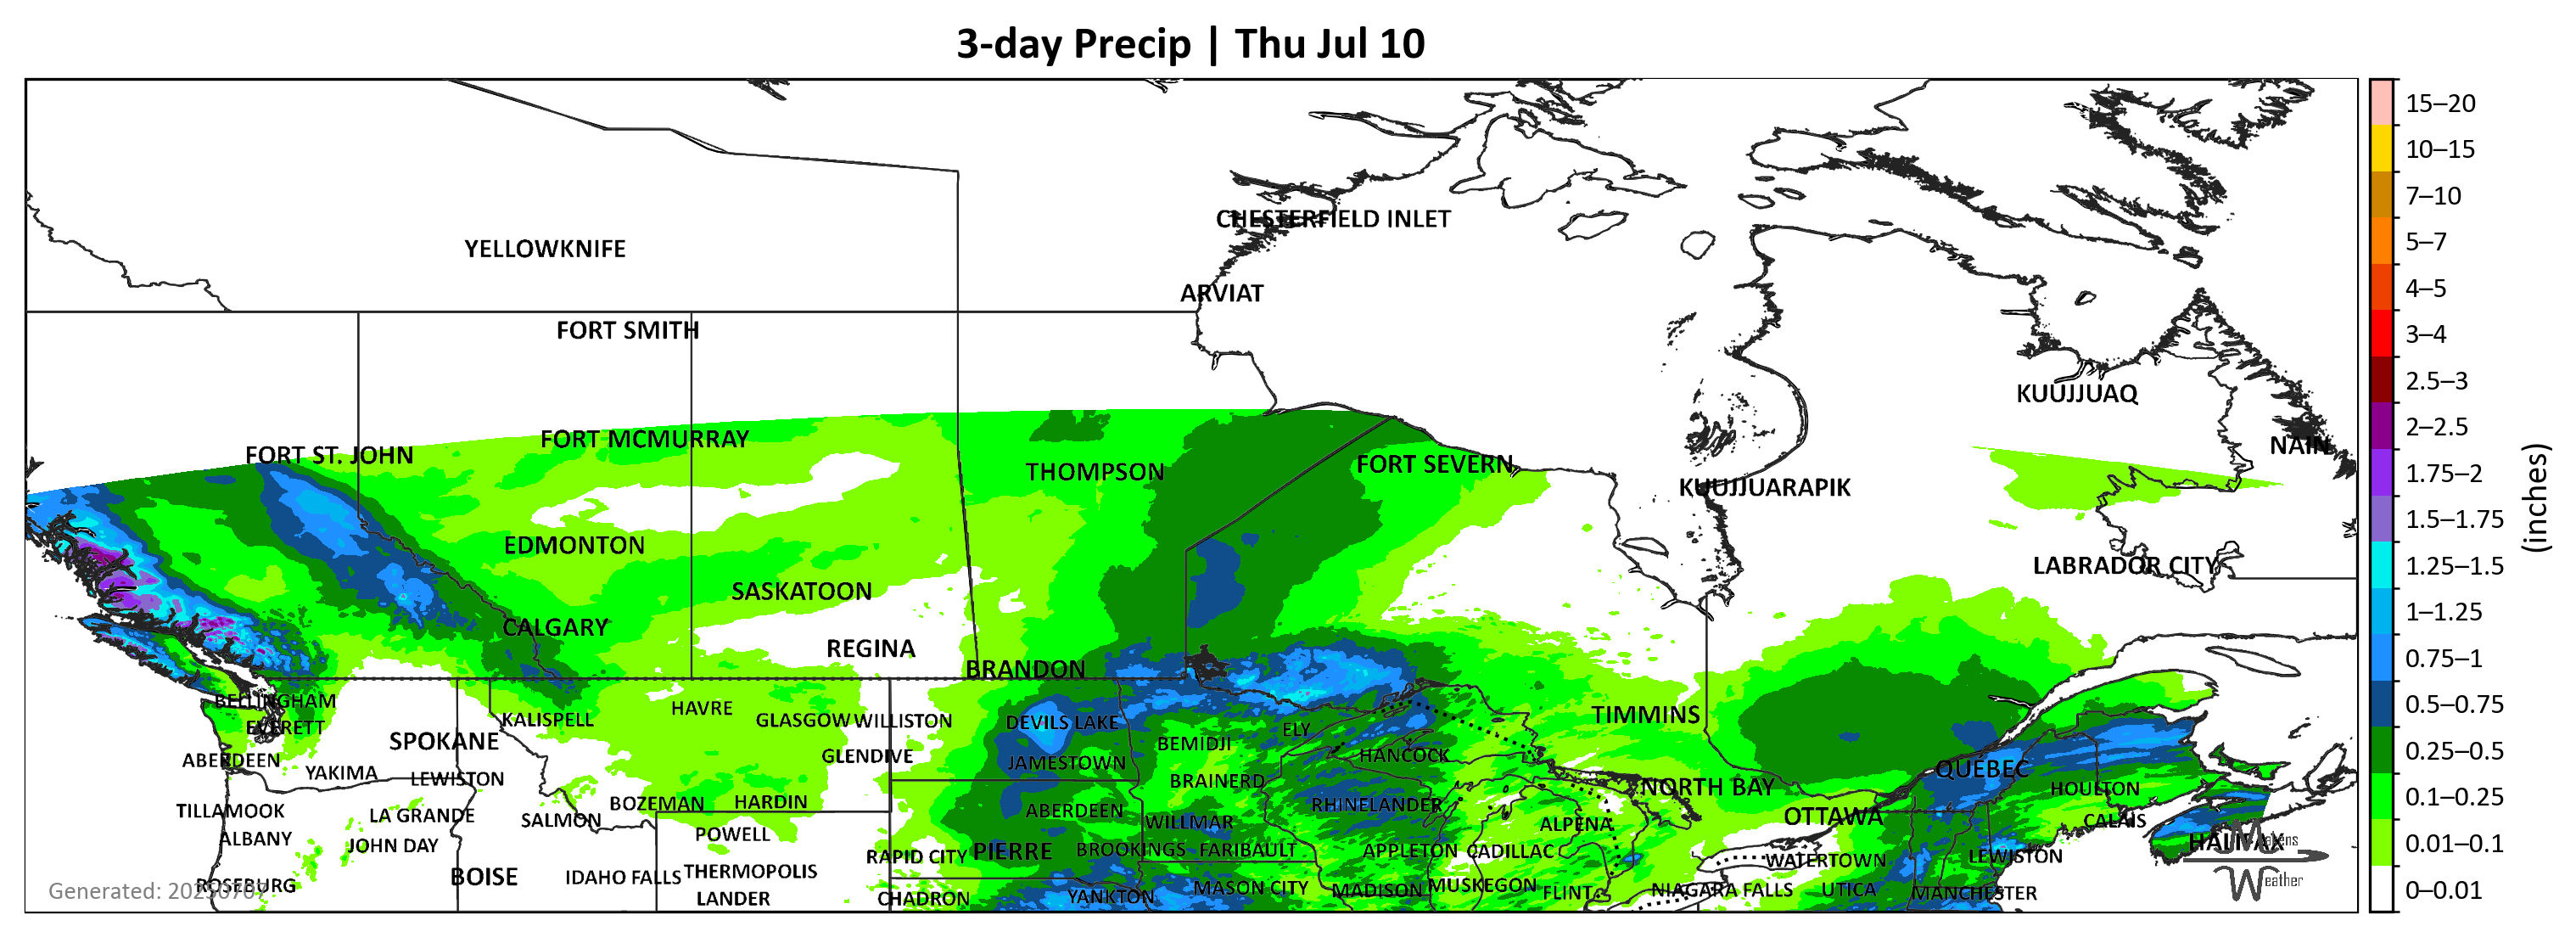 3-day Precip | Thu Jul 10
CHESTERFIELD INLET
YELLOWKNIFE
ARVIAT
FORT SMITH
KUUJJUAQ
FORT MCMURRAY
NAIN
FORT ST. JOHN
THOMPSON
FORT SEVERN
KUUJJUARAPIK
EDMONTON
LABRADOR CITY
SASKATOON
CALGARY
REGINA
BRANDON
BELLINGHAM
HAVRE
TIMMINS
KALISPELL
GLASGOW
WILLISTON
DEVILS LAKE
EVERETT
ELY
SPOKANE
BEMIDJI
GLENDIVE
HANCOCK
ABERDEEN
JAMESTOWN
QUEBEC
YAKIMA
LEWISTON
BRAINERD
NORTH BAY
HOULTON
BOZEMAN
HARDIN
RHINELANDER
TILLAMOOK
ABERDEEN
LA GRANDE
SALMON
OTTAWA
WILLMAR
CALAIS
ALPENA
POWELL
ALBANY
HALIFAX
JOHN DAY
PIERRE
BROOKINGS
FARIBAULT
APPLETON
CADILLAC
RAPID CITY
LEWISTON
WATERTOWN
THERMOPOLIS
BOISE
IDAHO FALLS
ROSEBURG
MASON CITY
MADISON
MUSKEGON
FLINT
NIAGARA FALLS
UTICA
MANCHESTER
LANDER
CHADRON
YANKTON
Weather
15–20
10–15
7–10
5–7
4–5
3–4
2.5–3
2–2.5
1.75–2
1.5–1.75
1.25–1.5
1–1.25
0.75–1
0.5–0.75
0.25–0.5
0.1–0.25
0.01–0.1
0–0.01
(inches)